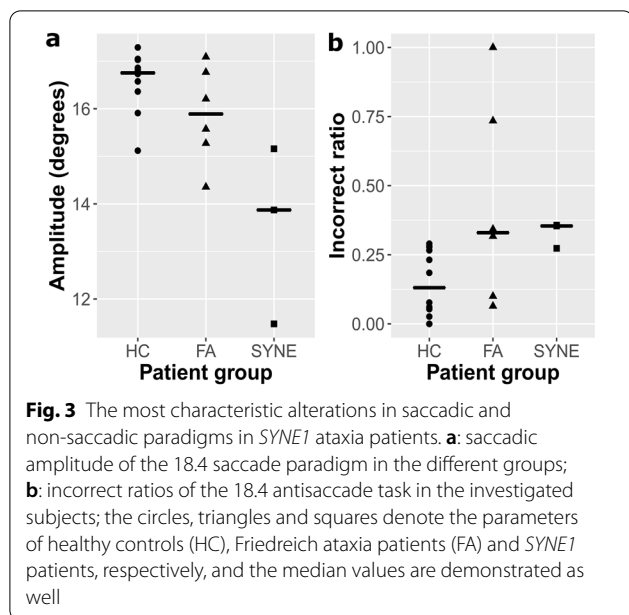 a
Amplitude (degrees)
16
14
12
HC
FA
SYNE
Patient group
b
Incorrect ratio
1.00
0.75
0.50
0.25
0.00
HC
FA
SYNE
Patient group
Fig. 3 The most characteristic alterations in saccadic and
non-saccadic paradigms in SYNE1 ataxia patients. a: saccadic
amplitude of the 18.4 saccade paradigm in the different groups;
b: incorrect ratios of the 18.4 antisaccade task in the investigated
subjects; the circles, triangles and squares denote the parameters
of healthy controls (HC), Friedreich ataxia patients (FA) and SYNE1
patients, respectively, and the median values are demonstrated as
well